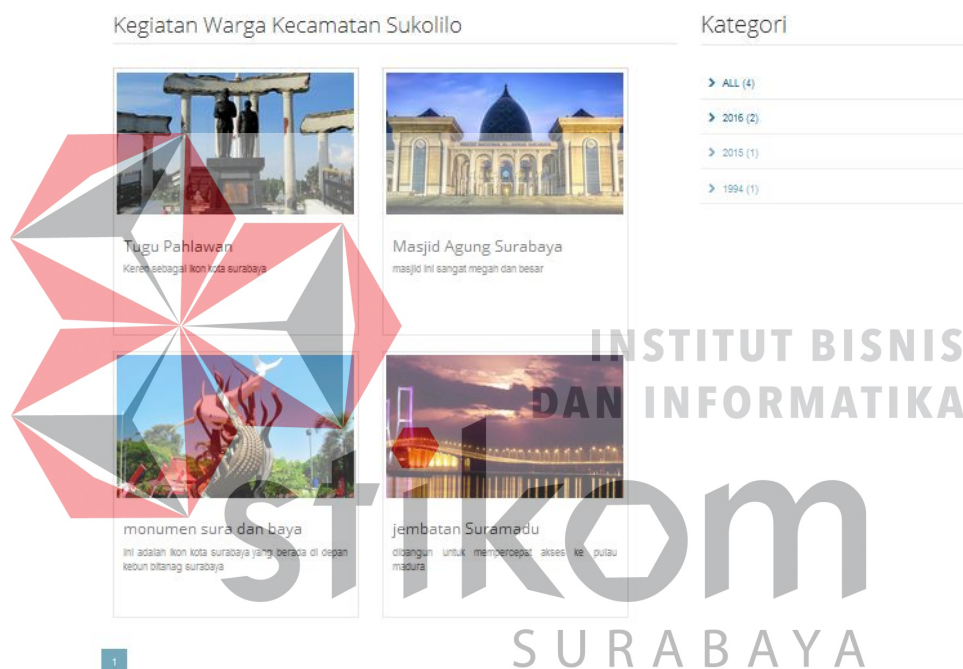 Kegiatan Warga Kecamatan Sukolilo
Kategori
ALL (4)
2016 (2)
2015 (1)
1994 (1)
Tugu Pahlawan
Keren sebagai ikon kota surabaya
Masjid Agung Surabaya
masjid ini sangat megah dan besar
monumen sura dan baya
ini adalah ikon kota surabaya yang berada di depan
kebun bitanag surabaya
jembatan Suramadu
dibangun untuk mempercepat akses ke pulau
madura
1
INSTITUT BISNIS
DAN INFORMATIKA
stikom
SURABAYA